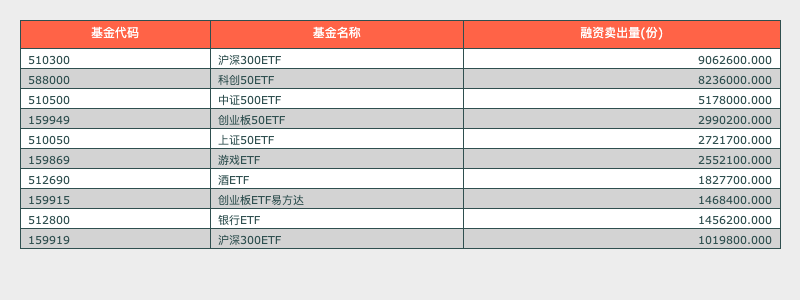 基金代码 基金名称 融资卖出量(份)
510300 沪深300ETF 9062600.000
588000 科创50ETF 8236000.000
510500 中证500ETF 5178000.000
159949 创业板50ETF 2990200.000
510050 上证50ETF 2721700.000
159869 游戏ETF 2552100.000
512690 酒ETF 1827700.000
159915 创业板ETF易方达 1468400.000
512800 银行ETF 1456200.000
159919 沪深300ETF 1019800.000